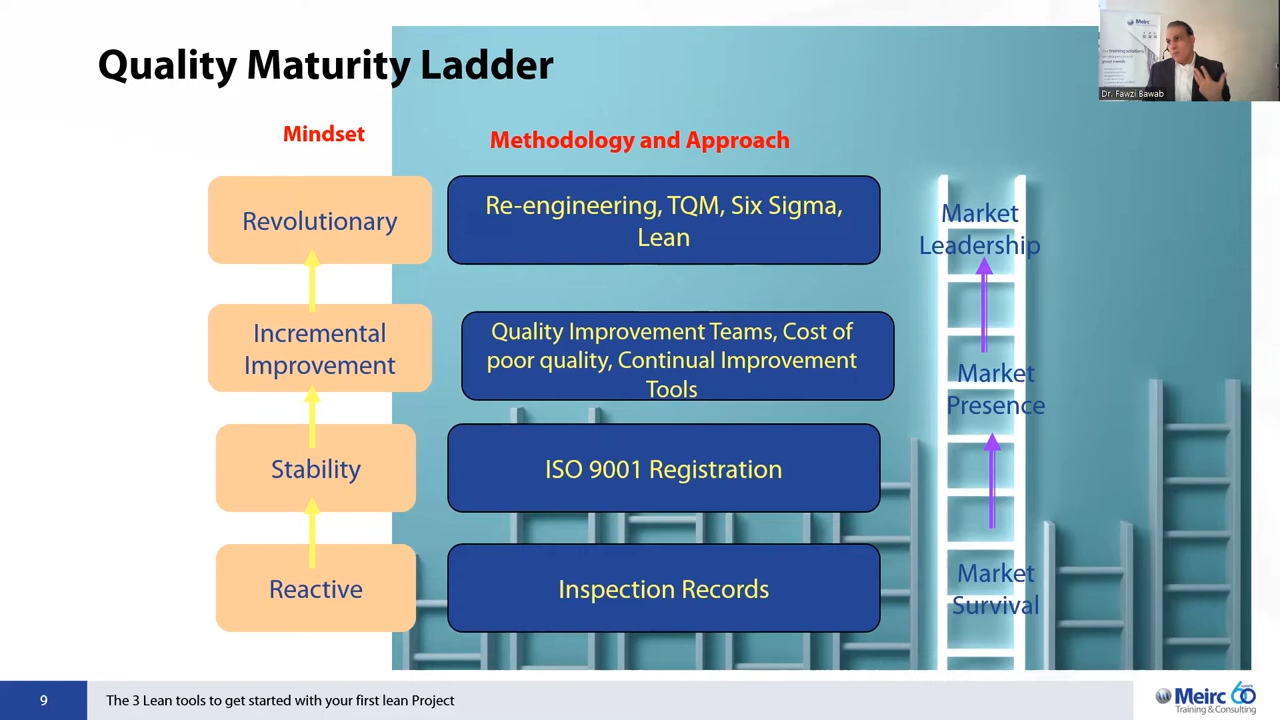 Quality Maturity Ladder
Mindset
Methodology and Approach
Revolutionary
Re-engineering, TQM, Six Sigma,
Lean
Market
Leadership
Incremental
Improvement
Quality Improvement Teams, Cost of
poor quality, Continual Improvement
Tools
Market
Presence
Stability
ISO 9001 Registration
Reactive
Inspection Records
Market
Survival
Meirc
Dr. Fawzi Bawab
9
The 3 Lean tools to get started with your first lean Project
Meirc 60
Training & Consulting